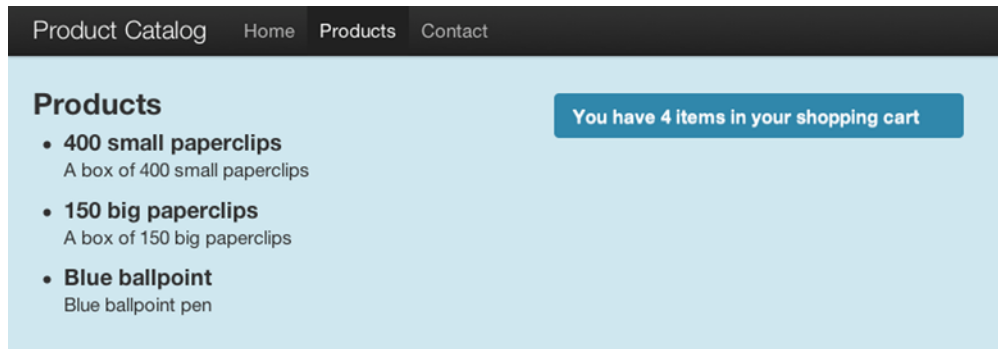 Product Catalog Home Products Contact
Products
You have 4 items in your shopping cart
400 small paperclips
A box of 400 small paperclips
150 big paperclips
A box of 150 big paperclips
Blue ballpoint
Blue ballpoint pen